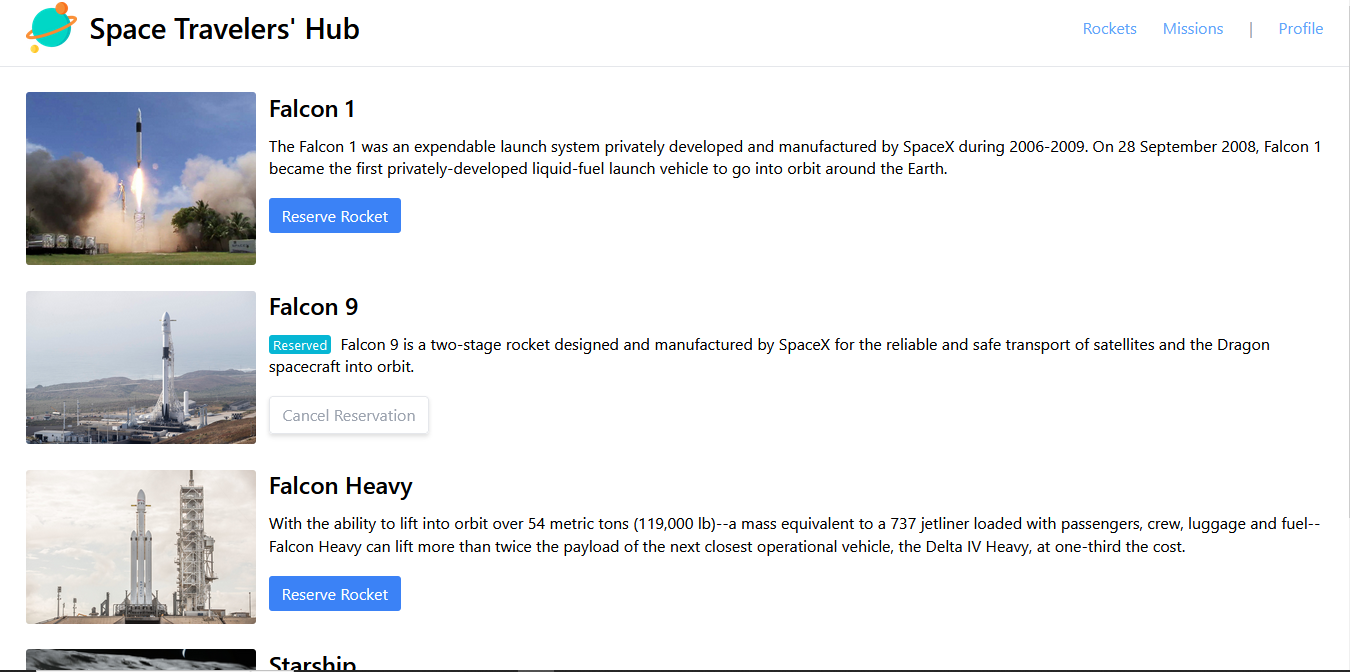 Space Travelers' Hub
Rockets
Missions
|
Profile
Falcon 1
The Falcon 1 was an expendable launch system privately developed and manufactured by SpaceX during 2006-2009. On 28 September 2008, Falcon 1
became the first privately-developed liquid-fuel launch vehicle to go into orbit around the Earth.
Reserve Rocket
Falcon 9
Reserved Falcon 9 is a two-stage rocket designed and manufactured by SpaceX for the reliable and safe transport of satellites and the Dragon
spacecraft into orbit.
Cancel Reservation
Falcon Heavy
With the ability to lift into orbit over 54 metric tons (119,000 lb)--a mass equivalent to a 737 jetliner loaded with passengers, crew, luggage and fuel--
Falcon Heavy can lift more than twice the payload of the next closest operational vehicle, the Delta IV Heavy, at one-third the cost.
Reserve Rocket
Starship